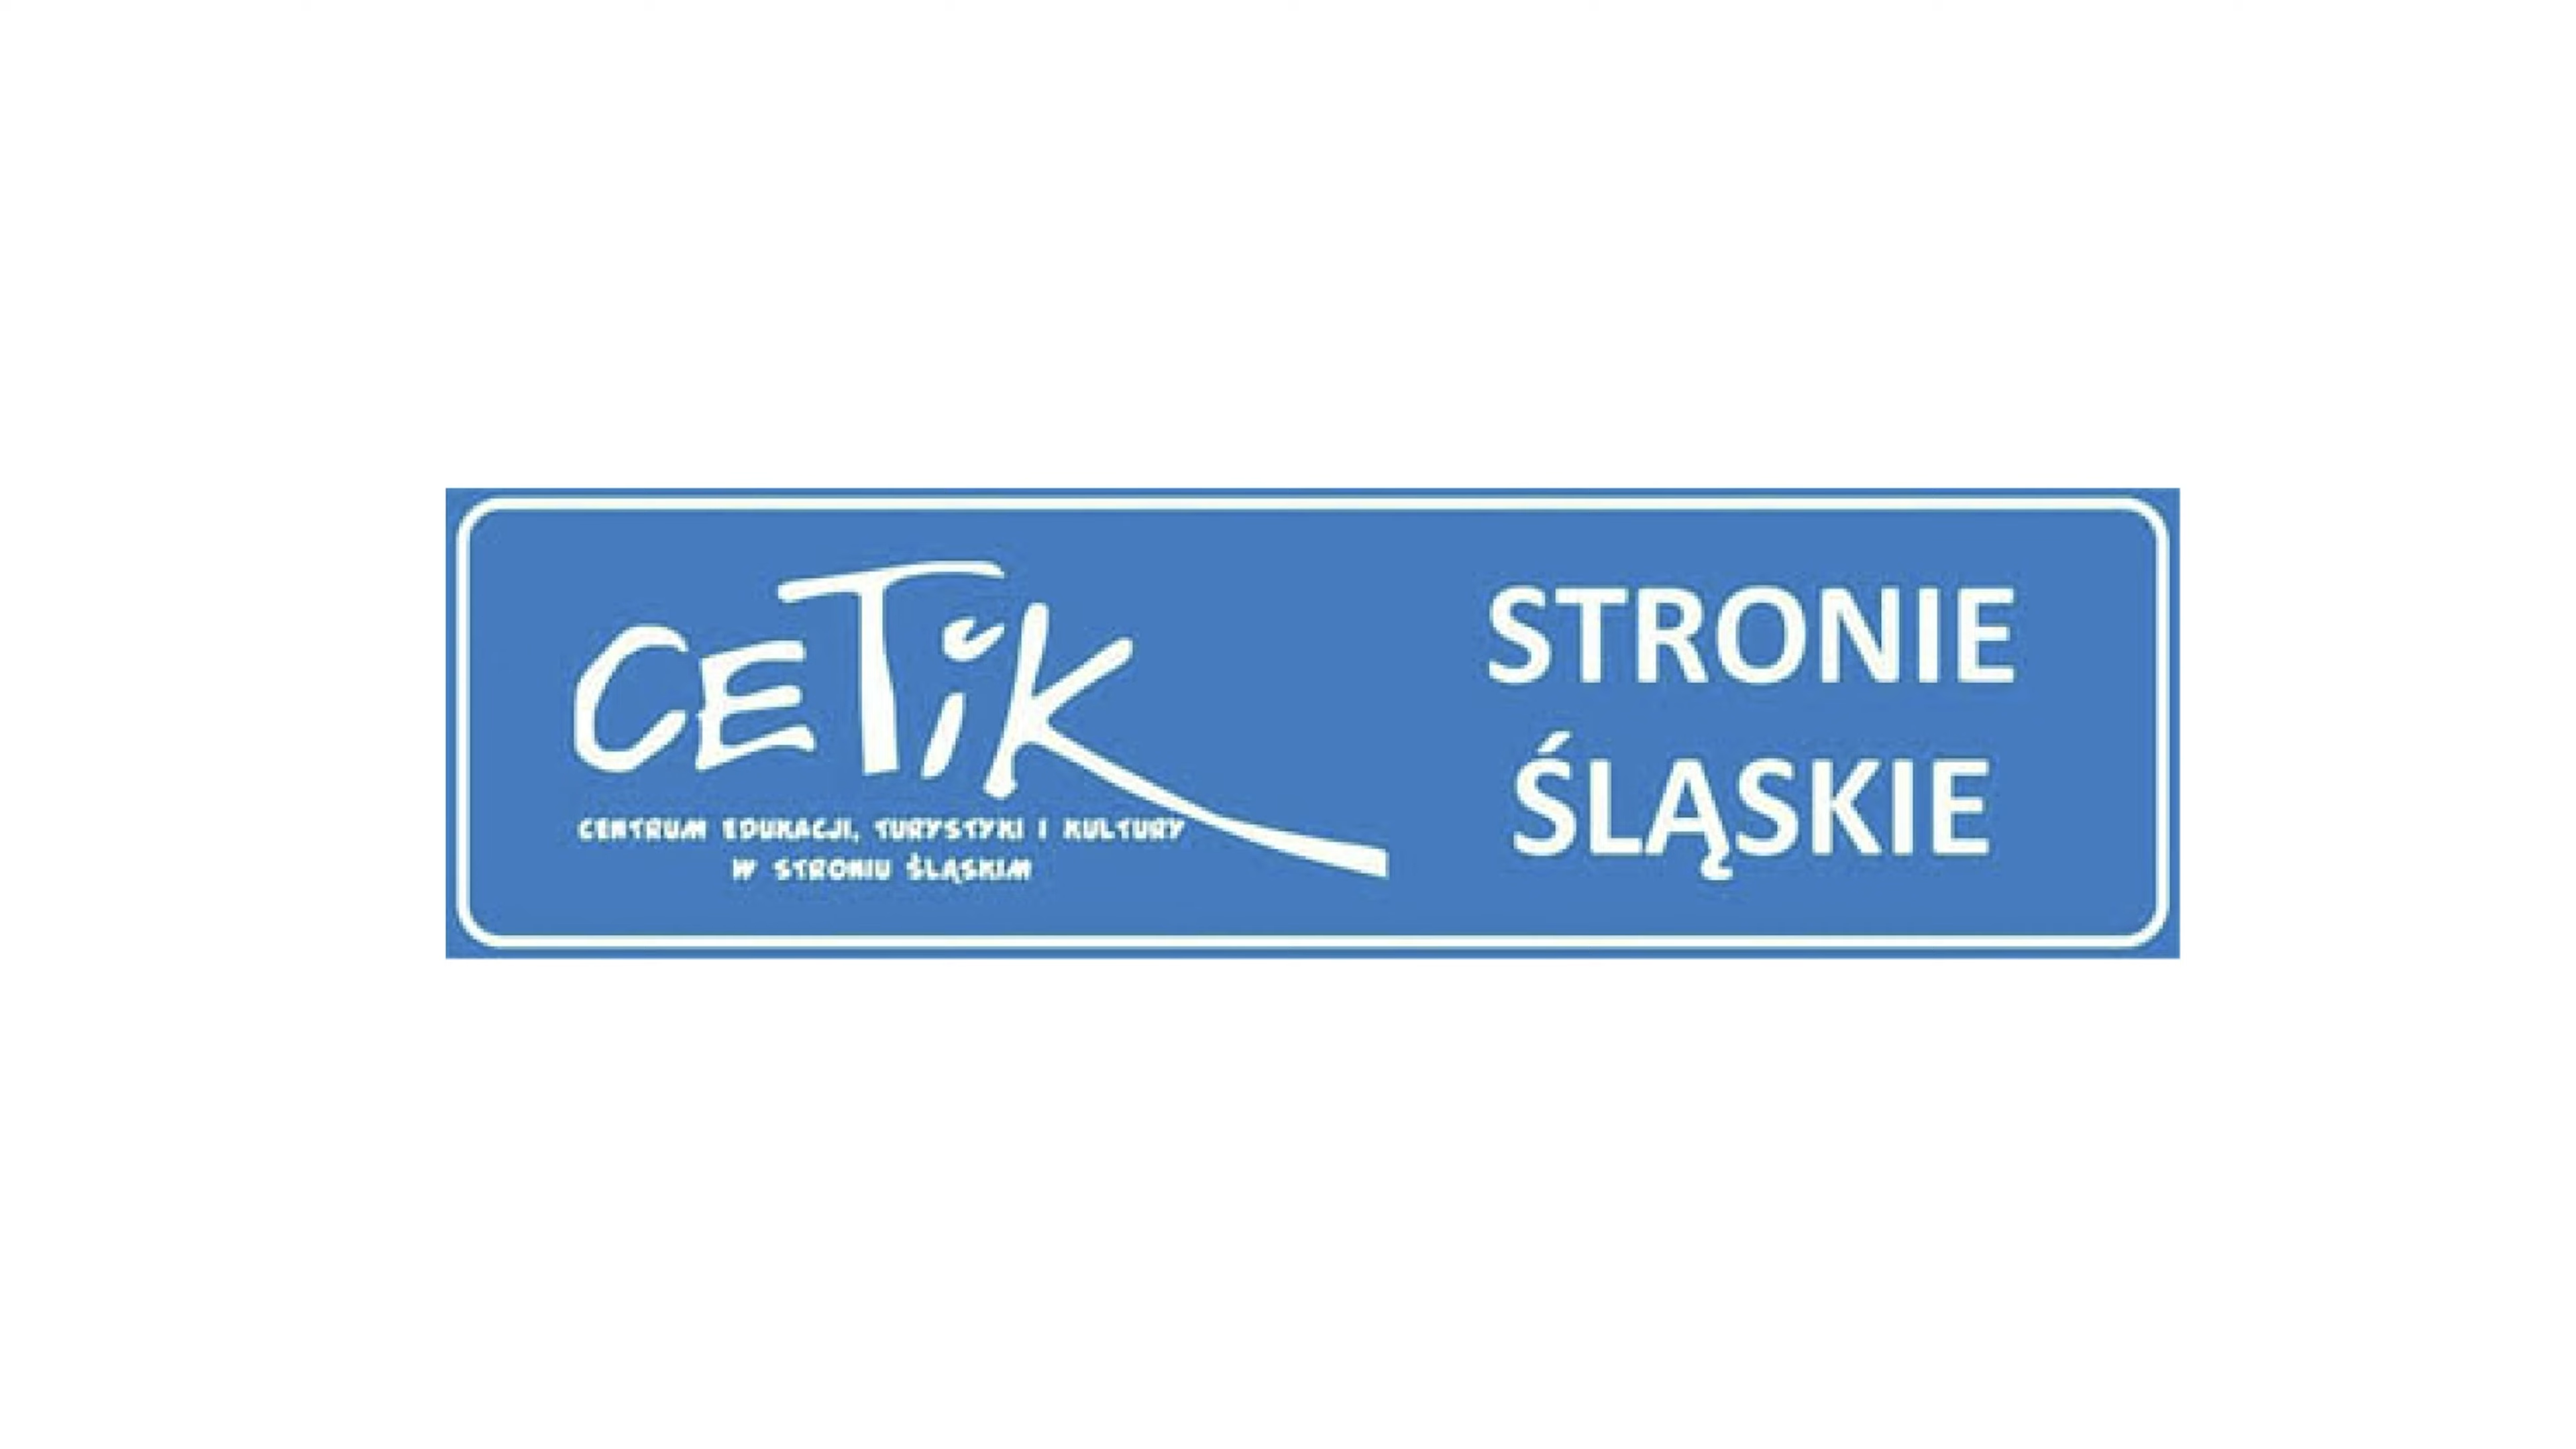 CETiK
CENTRUM EDUKACJI, TURYSTYKI I KULTURY
W STRONIU ŚLĄSKIM
STRONIE
ŚLĄSKIE